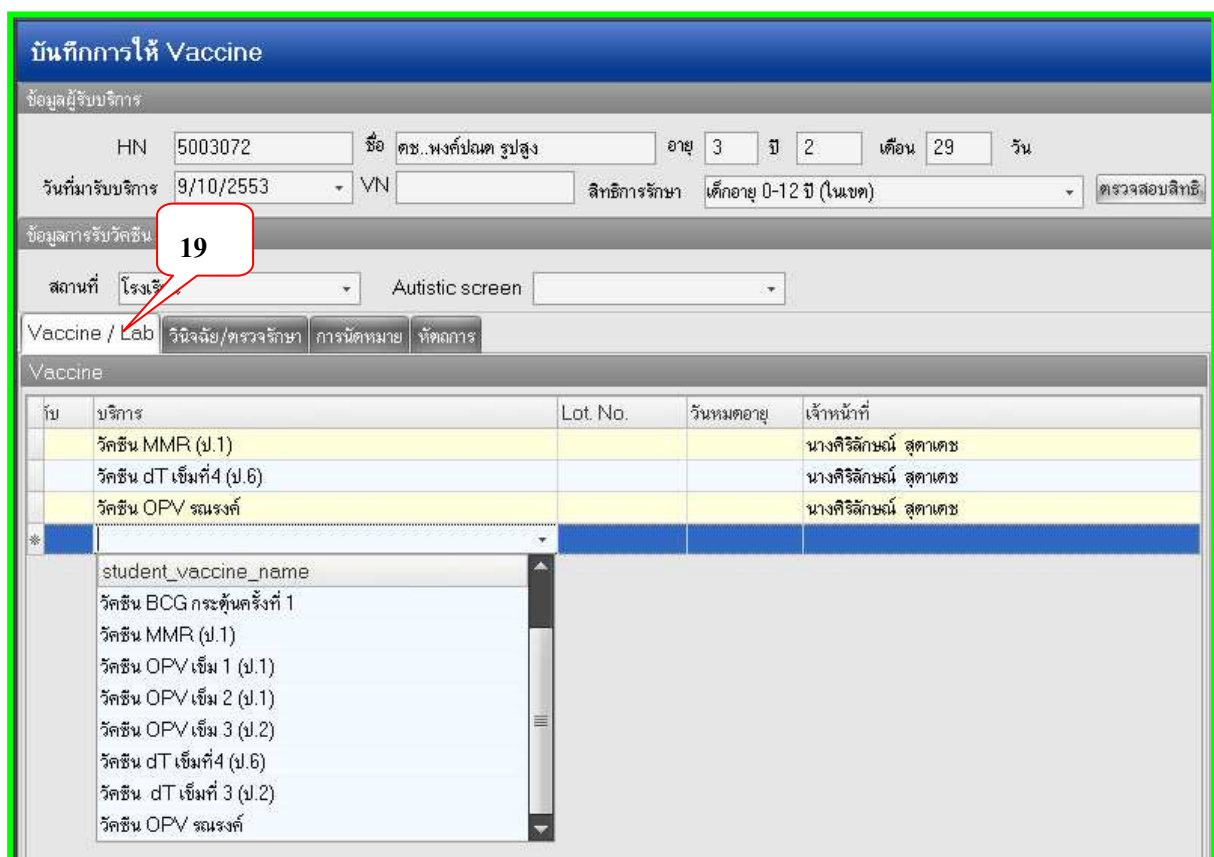 บันทึกการให้ Vaccine
ข้อมูลผู้รับบริการ
HN 5003072 ชื่อ ดช..พงค์ปณต รูปสูง อายุ 3 ปี 2 เดือน 29 วัน
วันที่มารับบริการ 9/10/2553 VN สิทธิการรักษา เด็กอายุ 0-12 ปี (ในเขต) ตรวจสอบสิทธิ
ข้อมูลการรับวัคซีน
19
สถานที่ Autistic screen
Vaccine / Lab วินิจฉัย/ตรวจรักษา การนัดหมาย หัตถการ
Vaccine
บริการ Lot. No. วันหมดอายุ เจ้าหน้าที่
วัคซีน MMR (ป.1) นางศิริลักษณ์ สุดาเดช
วัคซีน dT เข็มที่4 (ป.6) นางศิริลักษณ์ สุดาเดช
วัคซีน OPV รณรงค์ นางศิริลักษณ์ สุดาเดช
student_vaccine_name
วัคซีน BCG กระตุ้นครั้งที่ 1
วัคซีน MMR (ป.1)
วัคซีน OPV เข็ม 1 (ป.1)
วัคซีน OPV เข็ม 2 (ป.1)
วัคซีน OPV เข็ม 3 (ป.2)
วัคซีน dT เข็มที่4 (ป.6)
วัคซีน dT เข็มที่ 3 (ป.2)
วัคซีน OPV รณรงค์